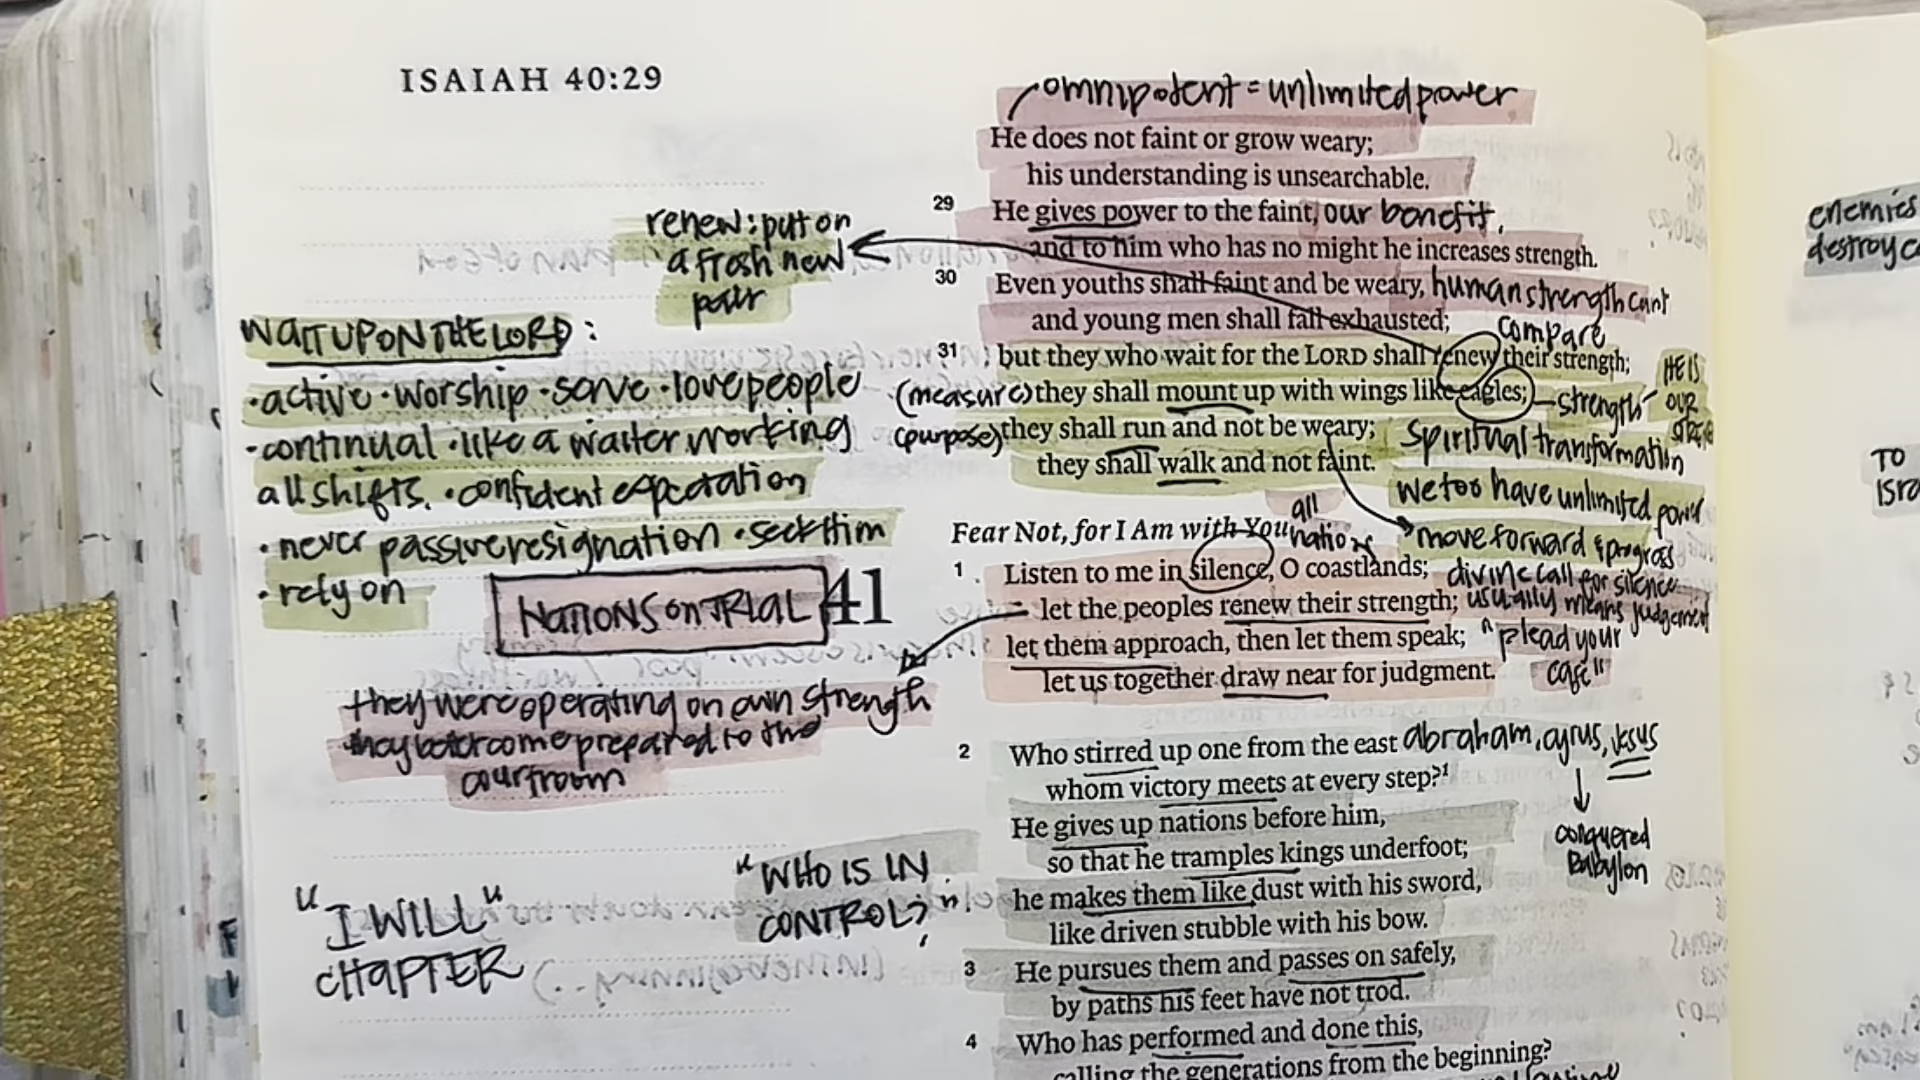 ISAIAH 40:29
omnipotent = unlimited power
He does not faint or grow weary;
his understanding is unsearchable.
29 He gives power to the faint, our benefit,
and to him who has no might he increases strength.
30 Even youths shall faint and be weary, human strength cant
compare
and young men shall fall exhausted;
31 but they who wait for the LORD shall renew their strength;
(measure) they shall mount up with wings like eagles; strength
HE IS
OUR
(purpose) they shall run and not be weary;
they shall walk and not faint.
spiritual transformation
we too have unlimited power
move forward & progress
renew: put on
a fresh new
pair
WAIT UPON THE LORD:
• active • worship • serve • love people
• continual • like a waiter working
all shifts. • confident expectation
• never passive resignation • seek Him
• rely on
Fear Not, for I Am with You
all
nations
NATIONS ON TRIAL 41
1 Listen to me in silence, O coastlands;
let the peoples renew their strength;
let them approach, then let them speak;
let us together draw near for judgment.
divine call for silence
usually means judgement
"plead your
case"
they were operating on own strength
they better come prepared to the
courtroom
2 Who stirred up one from the east abraham, cyrus, Jesus
whom victory meets at every step?¹
He gives up nations before him,
so that he tramples kings underfoot;
he makes them like dust with his sword,
like driven stubble with his bow.
conquered
Babylon
"I WILL"
CHAPTER
"WHO IS IN
CONTROL?"
3 He pursues them and passes on safely,
by paths his feet have not trod.
4 Who has performed and done this,
calling the generations from the beginning?
enemies
destroy
TO